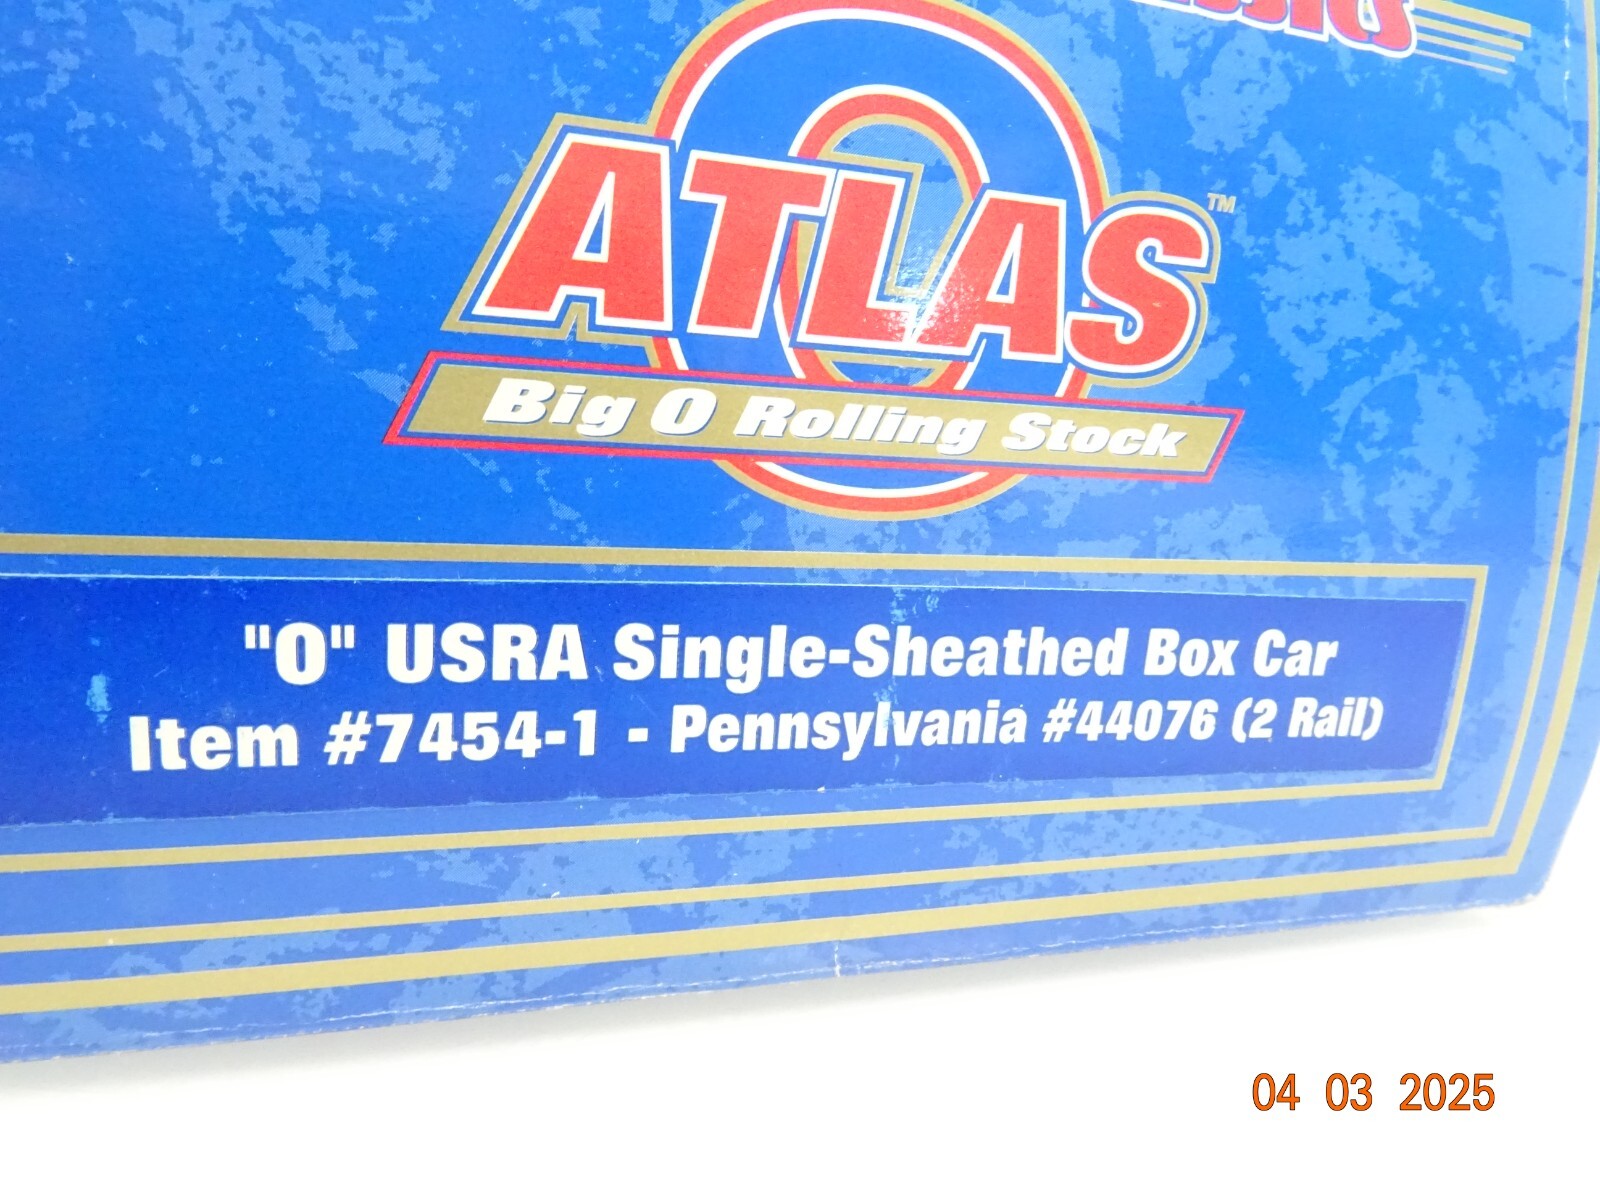 ATLAS™
Big O Rolling Stock
"O" USRA Single-Sheathed Box Car
Item #7454-1 - Pennsylvania #44076 (2 Rail)
04 03 2025